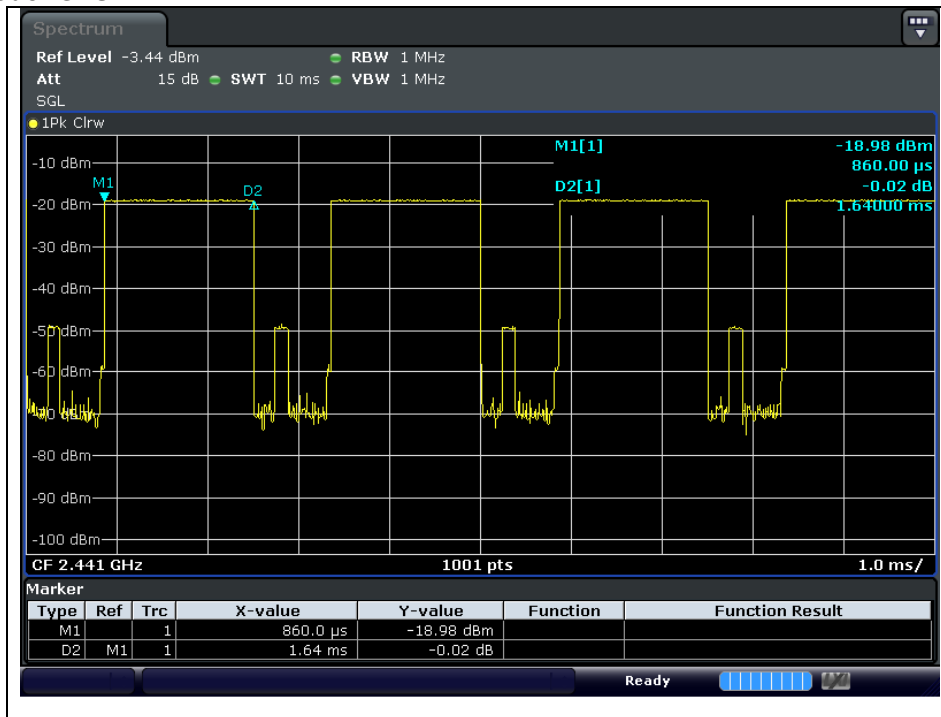 Spectrum
Ref Level -3.44 dBm RBW 1 MHz
Att 15 dB SWT 10 ms VBW 1 MHz
SGL
1Pk Clrw
M1[1] -18.98 dBm
860.00 µs
D2[1] -0.02 dB
1.64000 ms
M1
D2
-10 dBm
-20 dBm
-30 dBm
-40 dBm
-50 dBm
-60 dBm
-80 dBm
-90 dBm
-100 dBm
CF 2.441 GHz 1001 pts 1.0 ms/
Marker
Type Ref Trc X-value Y-value Function Function Result
M1 1 860.0 µs -18.98 dBm
D2 M1 1 1.64 ms -0.02 dB
Ready